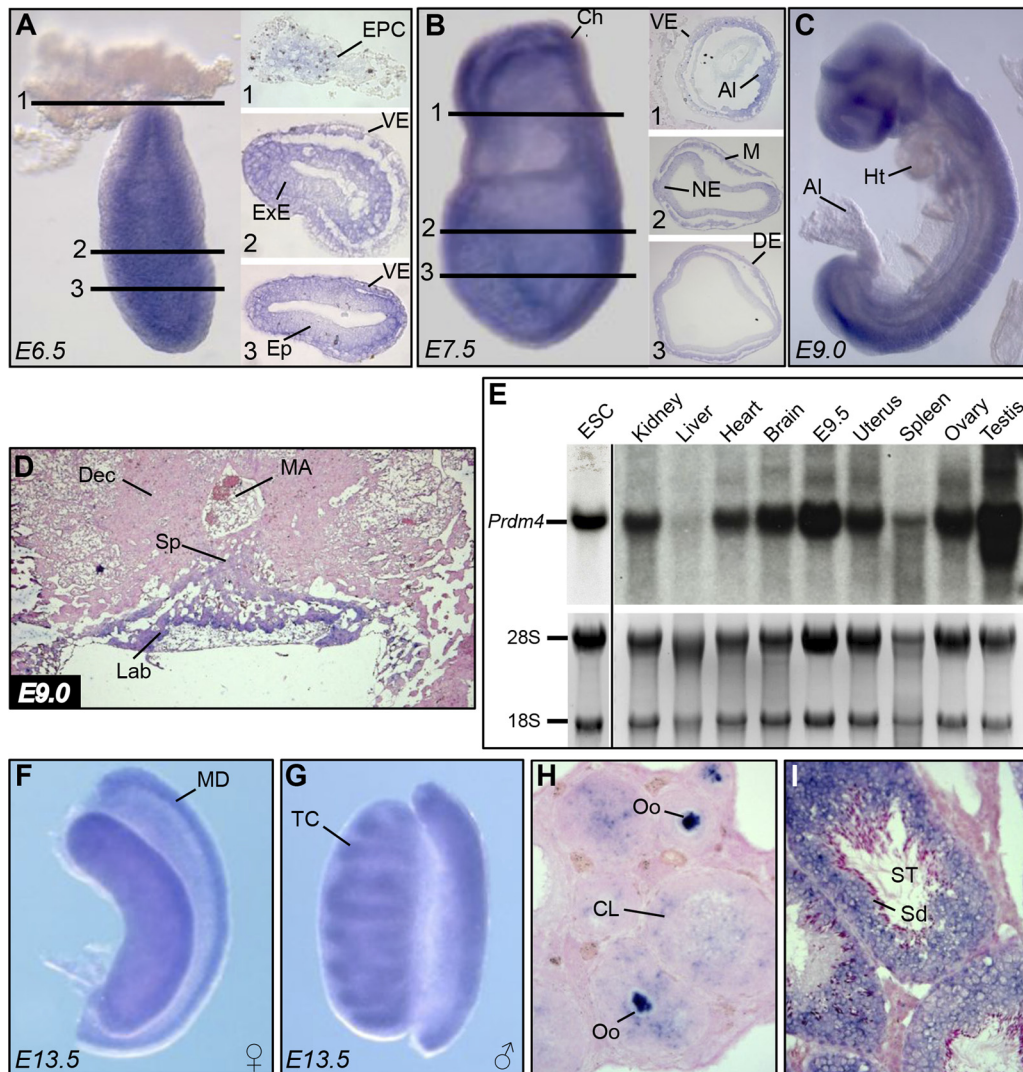 A
EPC
1
1
VE
ExE
2
2
VE
3
Ep
3
E6.5
B
Ch
VE
Al
1
1
M
NE
2
2
DE
3
3
E7.5
C
Al
Ht
E9.0
D
Dec
MA
Sp
Lab
E9.0
E
ESC
Kidney
Liver
Heart
Brain
E9.5
Uterus
Spleen
Ovary
Testis
Prdm4
28S
18S
F
MD
E13.5
♀
G
TC
E13.5
♂
H
Oo
CL
Oo
I
ST
Sd